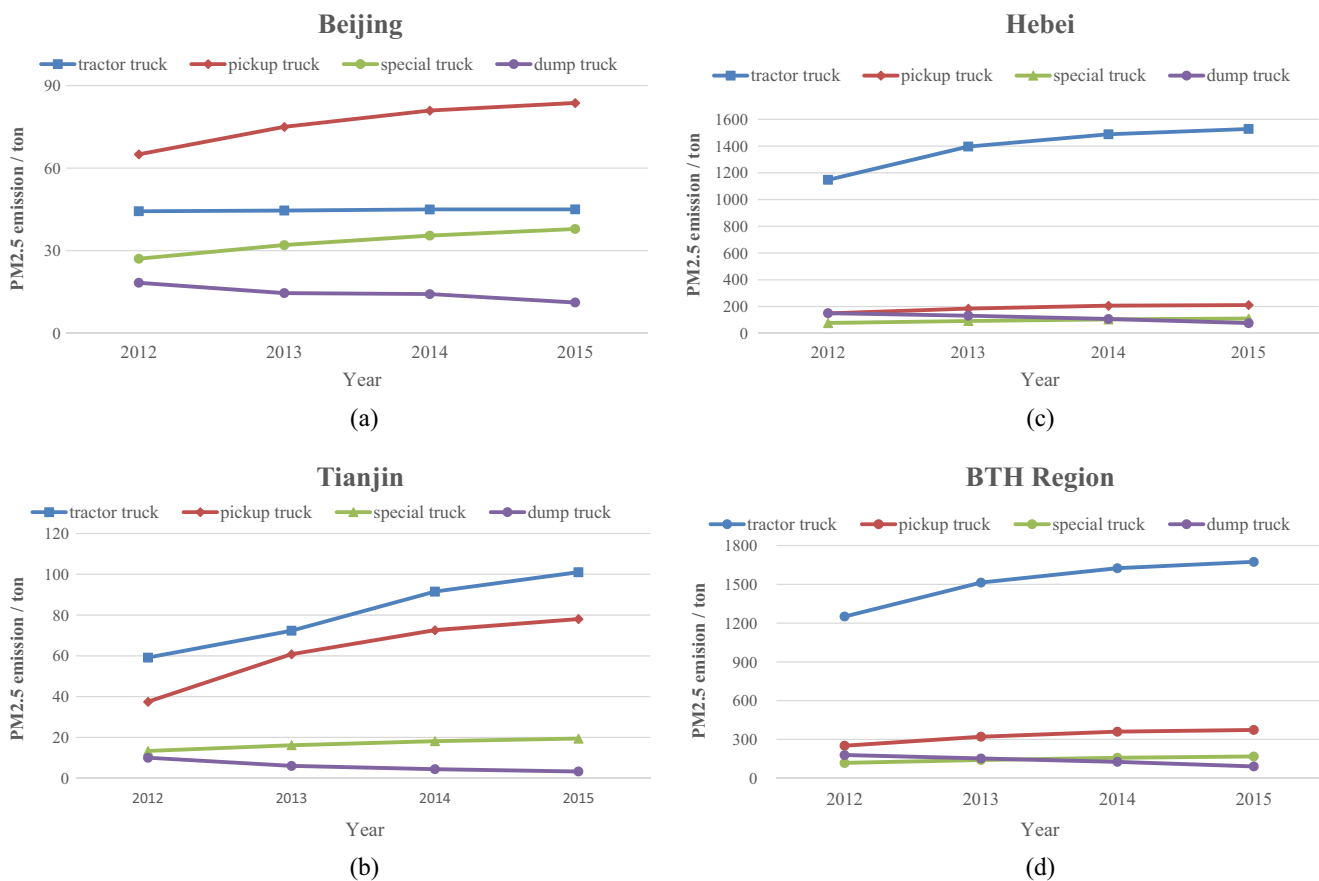 Beijing
tractor truck pickup truck special truck dump truck
PM2.5 emission / ton
90
60
30
0
2012 2013 2014 2015
Year
(a)
Hebei
tractor truck pickup truck special truck dump truck
PM2.5 emission / ton
1600
1400
1200
1000
800
600
400
200
0
2012 2013 2014 2015
Year
(c)
Tianjin
tractor truck pickup truck special truck dump truck
PM2.5 emission / ton
120
100
80
60
40
20
0
2012 2013 2014 2015
Year
(b)
BTH Region
tractor truck pickup truck special truck dump truck
PM2.5 emision / ton
1800
1500
1200
900
600
300
0
2012 2013 2014 2015
Year
(d)